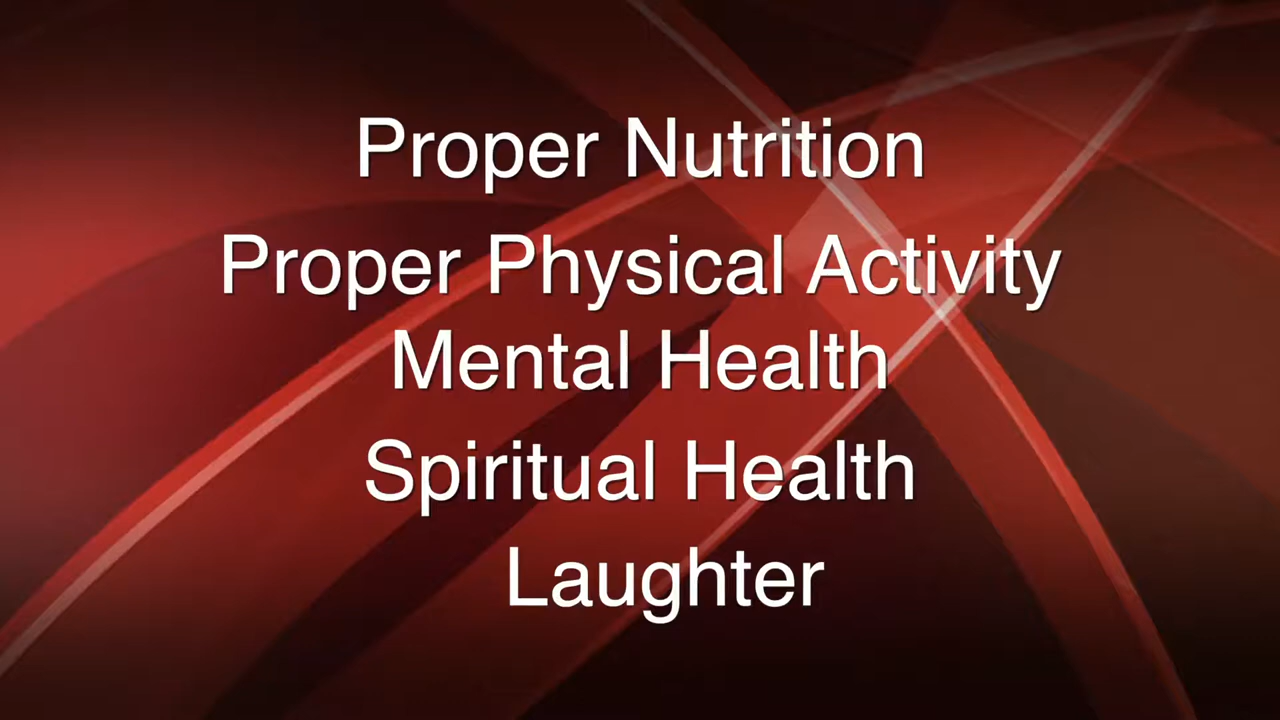 Proper Nutrition
Proper Physical Activity
Mental Health
Spiritual Health
Laughter